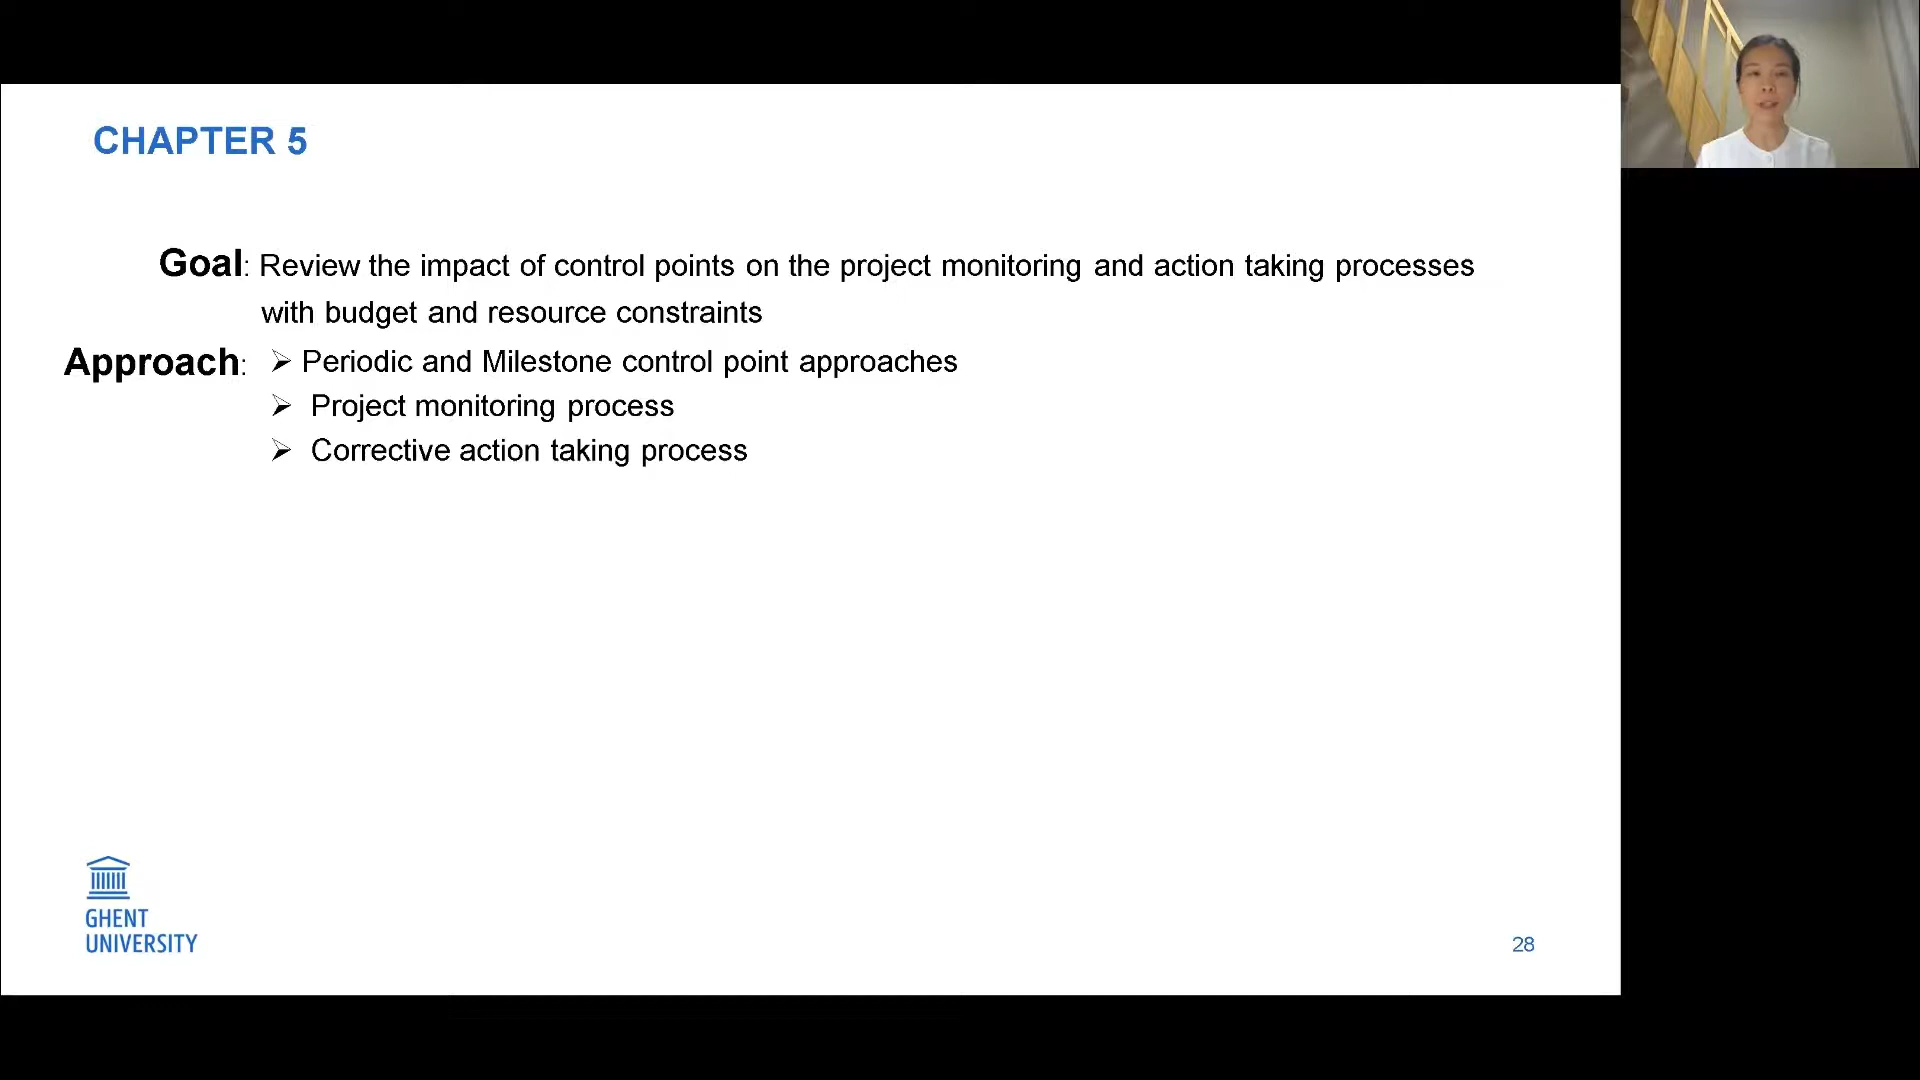 CHAPTER 5
Goal: Review the impact of control points on the project monitoring and action taking processes
with budget and resource constraints
Approach: ➢ Periodic and Milestone control point approaches
➢ Project monitoring process
➢ Corrective action taking process
GHENT
UNIVERSITY
28